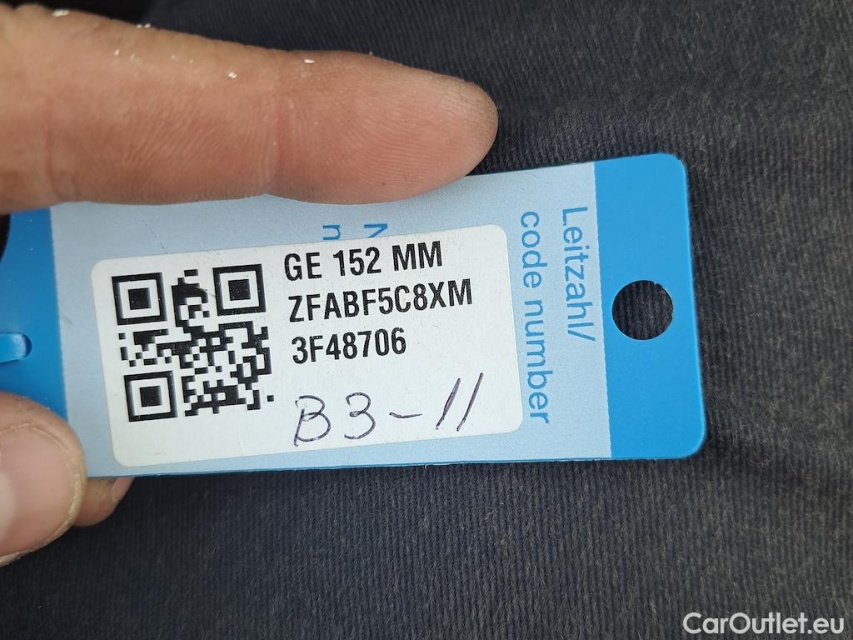 GE 152 MM
ZFABF5C8XM
3F48706
B3-11
Leitzahl/
code number
CarOutlet.eu